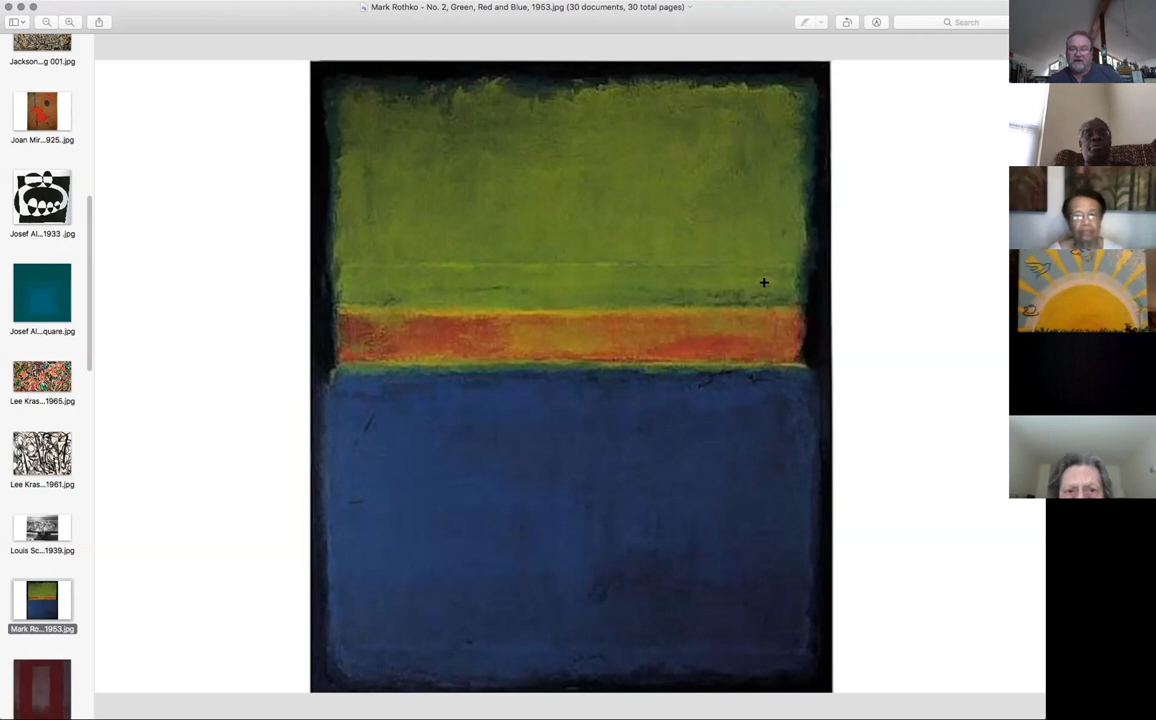 Mark Rothko - No. 2, Green, Red and Blue, 1953.jpg (30 documents, 30 total pages)
Search
Jackson...g 001.jpg
Joan Mir...925..jpg
Josef Al...1933 .jpg
Josef Al...quare.jpg
Lee Kras...1965.jpg
Lee Kras...1961.jpg
Louis Sc...1939.jpg
Mark Ro...1953.jpg